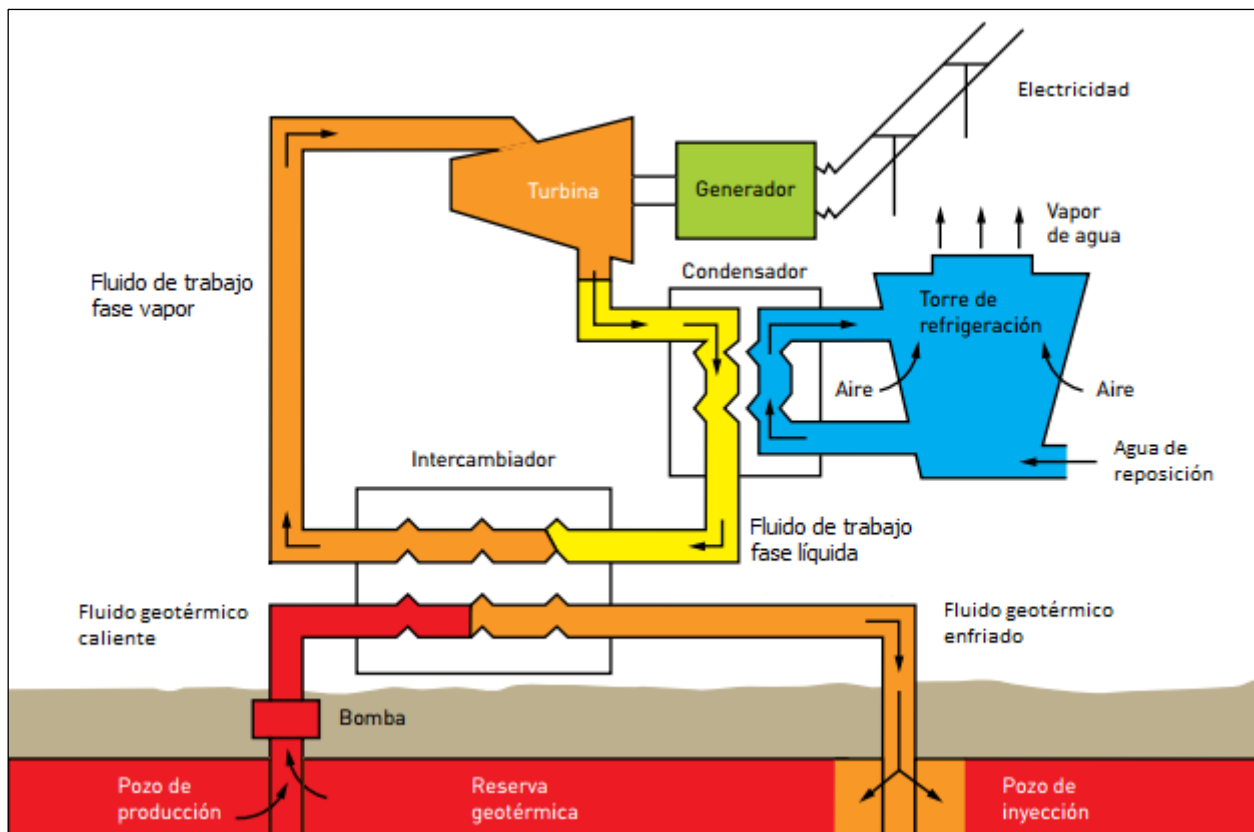 Electricidad
Turbina
Generador
Vapor
de agua
Fluido de trabajo
fase vapor
Condensador
Torre de
refrigeración
Aire
Aire
Intercambiador
Agua de
reposición
Fluido de trabajo
fase líquida
Fluido geotérmico
caliente
Fluido geotérmico
enfriado
Bomba
Pozo de
producción
Reserva
geotérmica
Pozo de
inyección